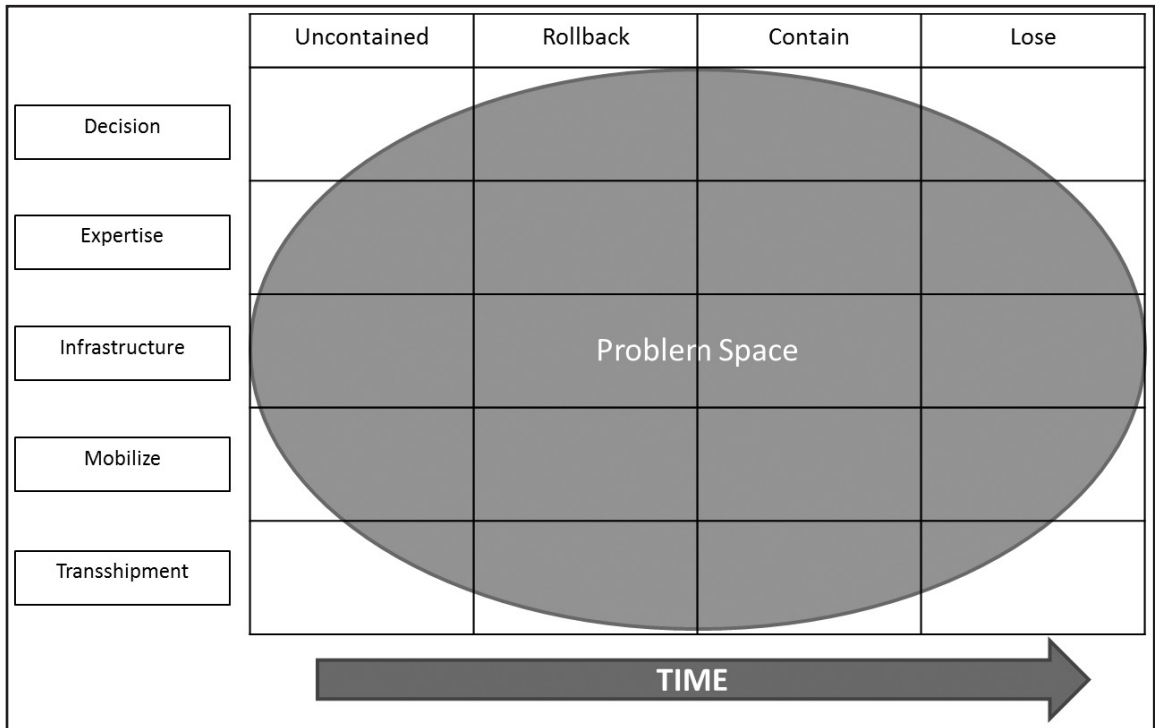 Uncontained Rollback Contain Lose
Decision
Expertise
Infrastructure
Problem Space
Mobilize
Transshipment
TIME